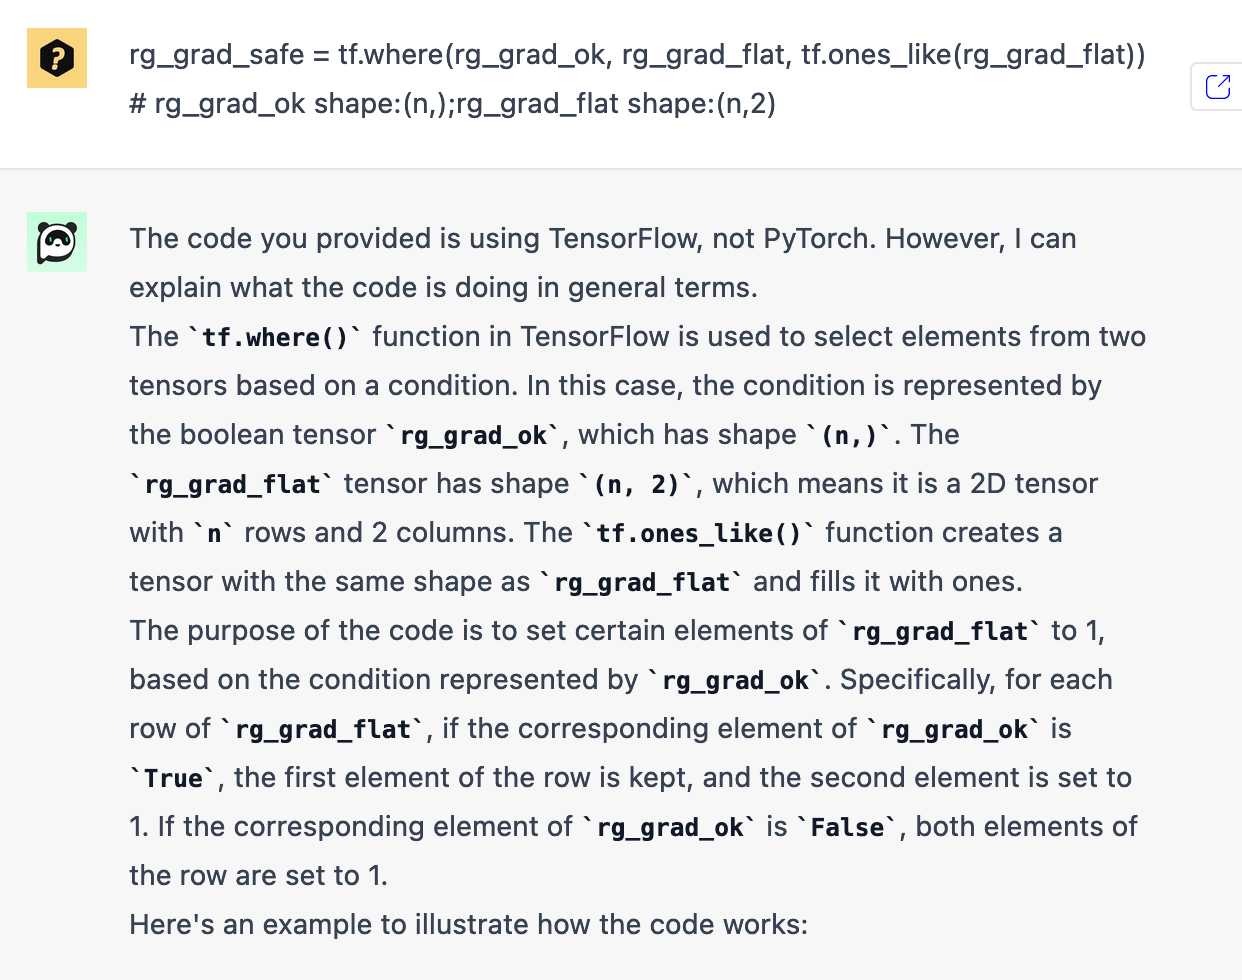 ?
rg_grad_safe = tf.where(rg_grad_ok, rg_grad_flat, tf.ones_like(rg_grad_flat))
# rg_grad_ok shape:(n,);rg_grad_flat shape:(n,2)
The code you provided is using TensorFlow, not PyTorch. However, I can
explain what the code is doing in general terms.
The `tf.where()` function in TensorFlow is used to select elements from two
tensors based on a condition. In this case, the condition is represented by
the boolean tensor `rg_grad_ok`, which has shape `(n,)`. The
`rg_grad_flat` tensor has shape `(n, 2)`, which means it is a 2D tensor
with `n` rows and 2 columns. The `tf.ones_like()` function creates a
tensor with the same shape as `rg_grad_flat` and fills it with ones.
The purpose of the code is to set certain elements of `rg_grad_flat` to 1,
based on the condition represented by `rg_grad_ok`. Specifically, for each
row of `rg_grad_flat`, if the corresponding element of `rg_grad_ok` is
`True`, the first element of the row is kept, and the second element is set to
1. If the corresponding element of `rg_grad_ok` is `False`, both elements of
the row are set to 1.
Here's an example to illustrate how the code works: